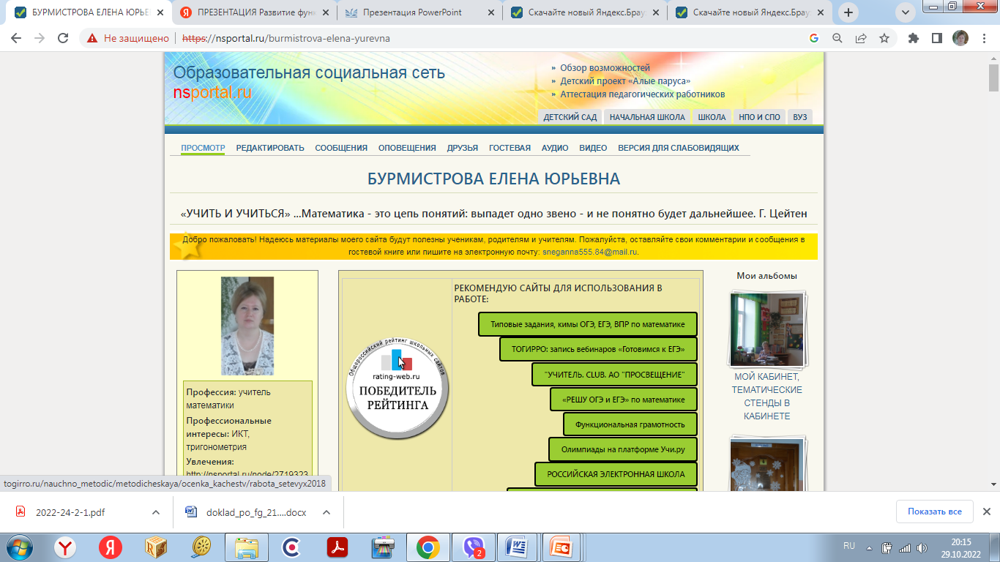 БУРМИСТРОВА ЕЛЕНА ЮРЬЕ
ПРЕЗЕНТАЦИЯ Развитие фун
Презентация PowerPoint
Скачайте новый Яндекс.Брау
Скачайте новый Яндекс.Брау
Не защищено
https://nsportal.ru/burmistrova-elena-yurevna
Образовательная социальная сеть
nsportal.ru
» Обзор возможностей
» Детский проект «Алые паруса»
» Аттестация педагогических работников
ДЕТСКИЙ САД НАЧАЛЬНАЯ ШКОЛА ШКОЛА НПО И СПО ВУЗ
ПРОСМОТР РЕДАКТИРОВАТЬ СООБЩЕНИЯ ОПОВЕЩЕНИЯ ДРУЗЬЯ ГОСТЕВАЯ АУДИО ВИДЕО ВЕРСИЯ ДЛЯ СЛАБОВИДЯЩИХ
БУРМИСТРОВА ЕЛЕНА ЮРЬЕВНА
«УЧИТЬ И УЧИТЬСЯ» ...Математика - это цепь понятий: выпадет одно звено - и не понятно будет дальнейшее. Г. Цейтен
Добро пожаловать! Надеюсь материалы моего сайта будут полезны ученикам, родителям и учителям. Пожалуйста, оставляйте свои комментарии и сообщения в
гостевой книге или пишите на электронную почту: sneganna555.84@mail.ru.
Профессия: учитель
математики
Профессиональные
интересы: ИКТ,
тригонометрия
Увлечения:
http://nsportal.ru/node/2719323
Общероссийский рейтинг школьных сайтов
rating-web.ru
ПОБЕДИТЕЛЬ
РЕЙТИНГА
РЕКОМЕНДУЮ САЙТЫ ДЛЯ ИСПОЛЬЗОВАНИЯ В
РАБОТЕ:
Типовые задания, кимы ОГЭ, ЕГЭ, ВПР по математике
ТОГИРРО: запись вебинаров «Готовимся к ЕГЭ»
"УЧИТЕЛЬ. CLUB. АО "ПРОСВЕЩЕНИЕ"
«РЕШУ ОГЭ и ЕГЭ» по математике
Функциональная грамотность
Олимпиады на платформе Учи.ру
РОССИЙСКАЯ ЭЛЕКТРОННАЯ ШКОЛА
Мои альбомы
МОЙ КАБИНЕТ,
ТЕМАТИЧЕСКИЕ
СТЕНДЫ В
КАБИНЕТЕ
togirro.ru/nauchno_metodic/metodicheskaya/ocenka_kachestv/rabota_setevyx2018
2022-24-2-1.pdf
doklad_po_fg_21....docx
Показать все
2
RU
20:15
29.10.2022